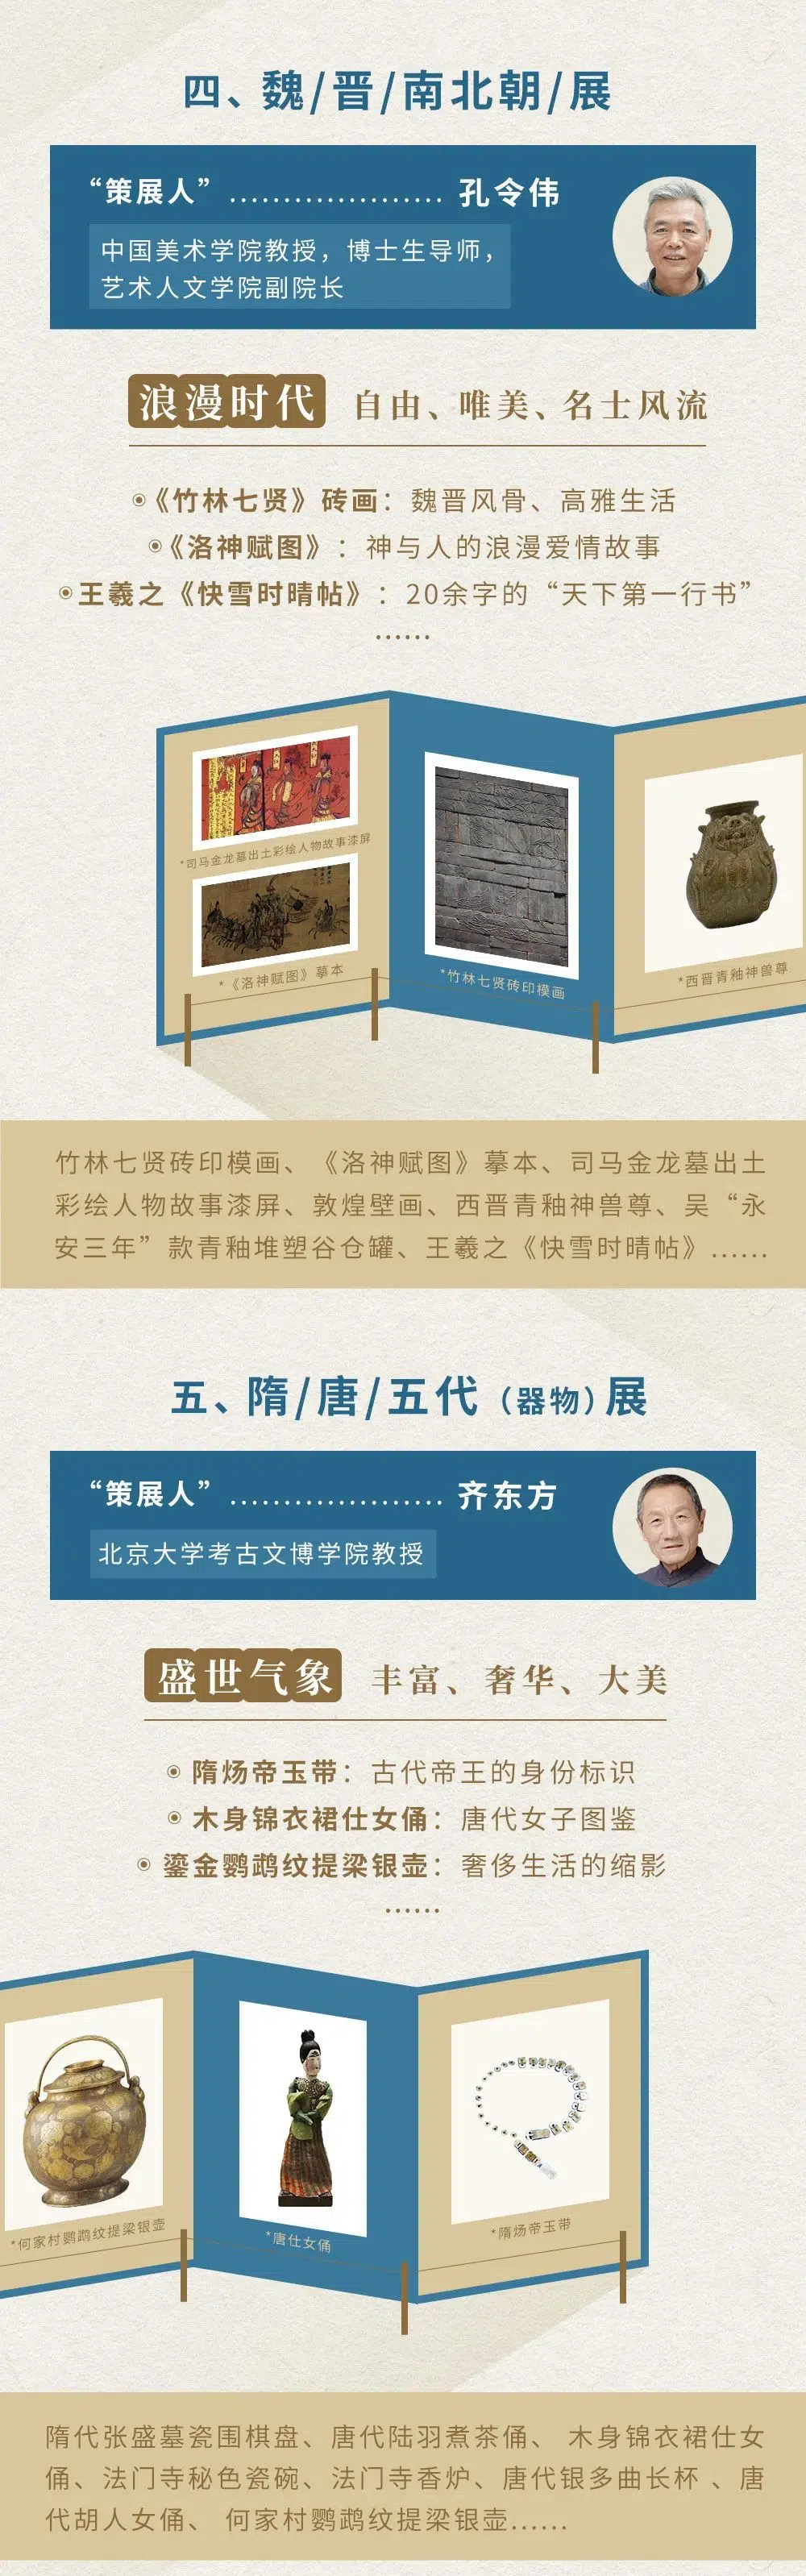 四、魏/晋/南北朝/展
“策展人”.................... 孔令伟
中国美术学院教授，博士生导师，
艺术人文学院副院长
浪漫时代 自由、唯美、名士风流
◉《竹林七贤》砖画：魏晋风骨、高雅生活
◉《洛神赋图》：神与人的浪漫爱情故事
◉王羲之《快雪时晴帖》：20余字的“天下第一行书”
......
*司马金龙墓出土彩绘人物故事漆屏
*《洛神赋图》摹本
*竹林七贤砖印模画
*西晋青釉神兽尊
竹林七贤砖印模画、《洛神赋图》摹本、司马金龙墓出土
彩绘人物故事漆屏、敦煌壁画、西晋青釉神兽尊、吴“永
安三年”款青釉堆塑谷仓罐、王羲之《快雪时晴帖》......
五、隋/唐/五代（器物）展
“策展人”.................... 齐东方
北京大学考古文博学院教授
盛世气象 丰富、奢华、大美
◉ 隋炀帝玉带：古代帝王的身份标识
◉ 木身锦衣裙仕女俑：唐代女子图鉴
◉ 鎏金鹦鹉纹提梁银壶：奢侈生活的缩影
......
*何家村鹦鹉纹提梁银壶
*唐仕女俑
*隋炀帝玉带
隋代张盛墓瓷围棋盘、唐代陆羽煮茶俑、 木身锦衣裙仕女
俑、法门寺秘色瓷碗、法门寺香炉、唐代银多曲长杯 、唐
代胡人女俑、 何家村鹦鹉纹提梁银壶......